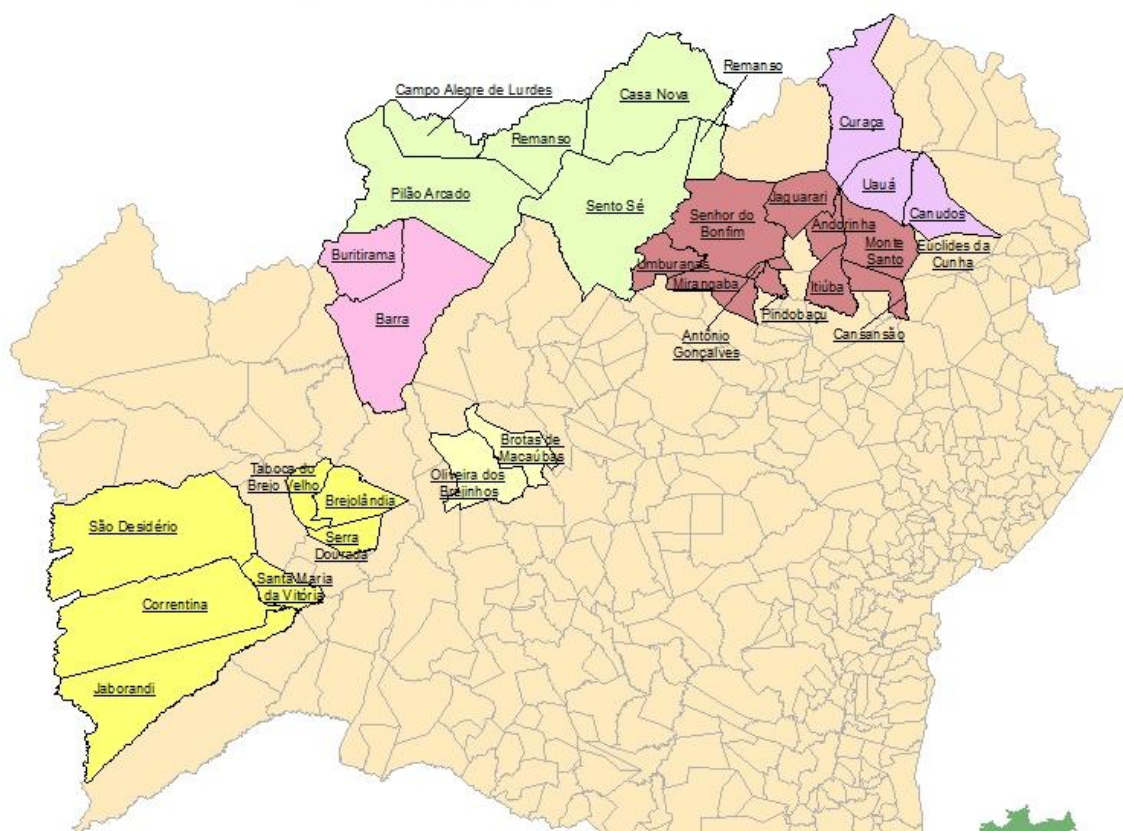 Remanso
Campo Alegre de Lurdes
Casa Nova
Curaça
Remanso
Uauá
Pilão Arcado
Sento Sé
Jaguarari
Senhor do
Bonfim
Andorinha
Canudos
Monte
Santo
Euclides da
Cunha
Buritirama
Umburanas
Mirangaba
Itiúba
Barra
Pindobaçu
Antônio
Gonçalves
Cansansão
Brotas de
Macaúbas
Taboca do
Brejo Velho
Oliveira dos
Brejinhos
Brejolândia
São Desidério
Serra
Dourada
Santa Maria
da Vitória
Correntina
Jaborandi